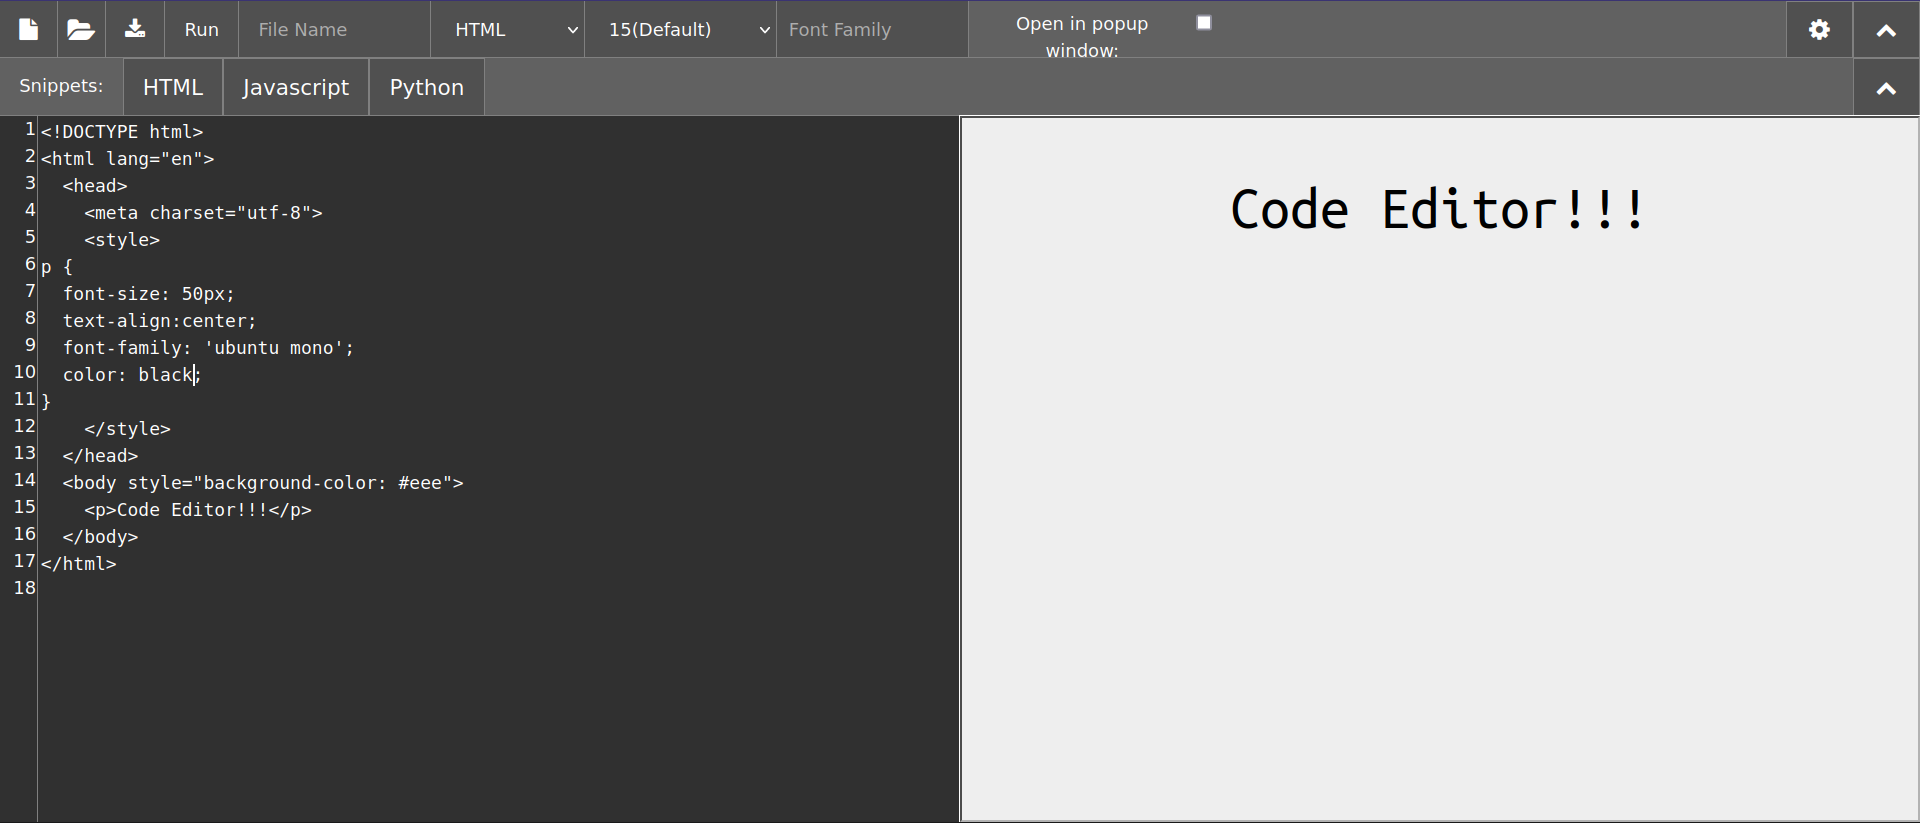 Run File Name HTML 15(Default) Font Family Open in popup
window:
Snippets: HTML Javascript Python
1 <!DOCTYPE html>
2 <html lang="en">
3   <head>
4     <meta charset="utf-8">
5     <style>
6 p {
7   font-size: 50px;
8   text-align:center;
9   font-family: 'ubuntu mono';
10   color: black;
11 }
12     </style>
13   </head>
14   <body style="background-color: #eee">
15     <p>Code Editor!!!</p>
16   </body>
17 </html>
18
Code Editor!!!